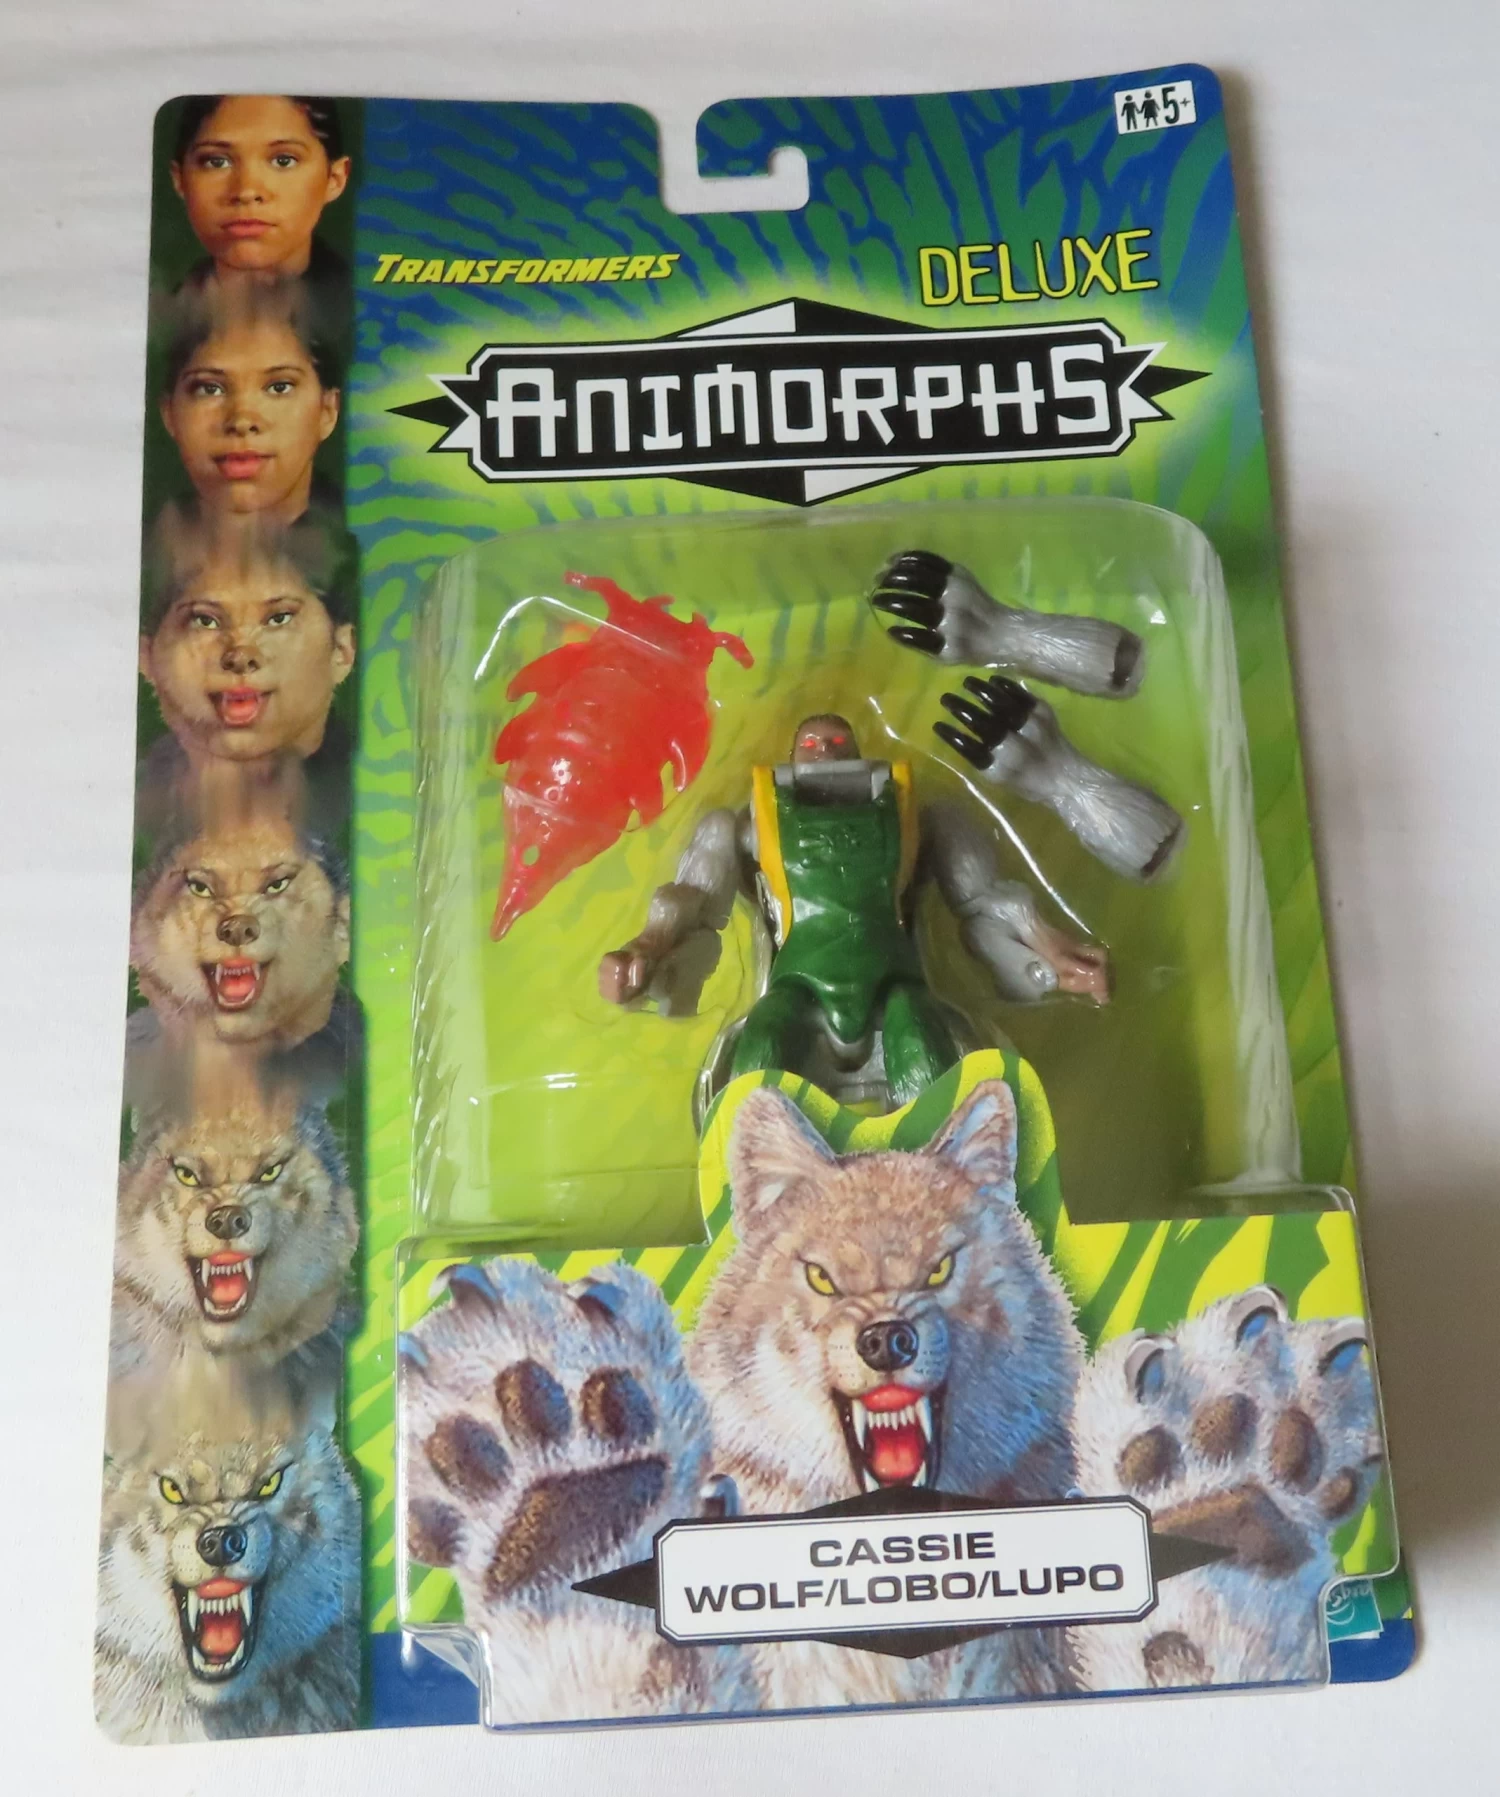 5+
TRANSFORMERS
DELUXE
ANIMORPHS
CASSIE
WOLF/LOBO/LUPO